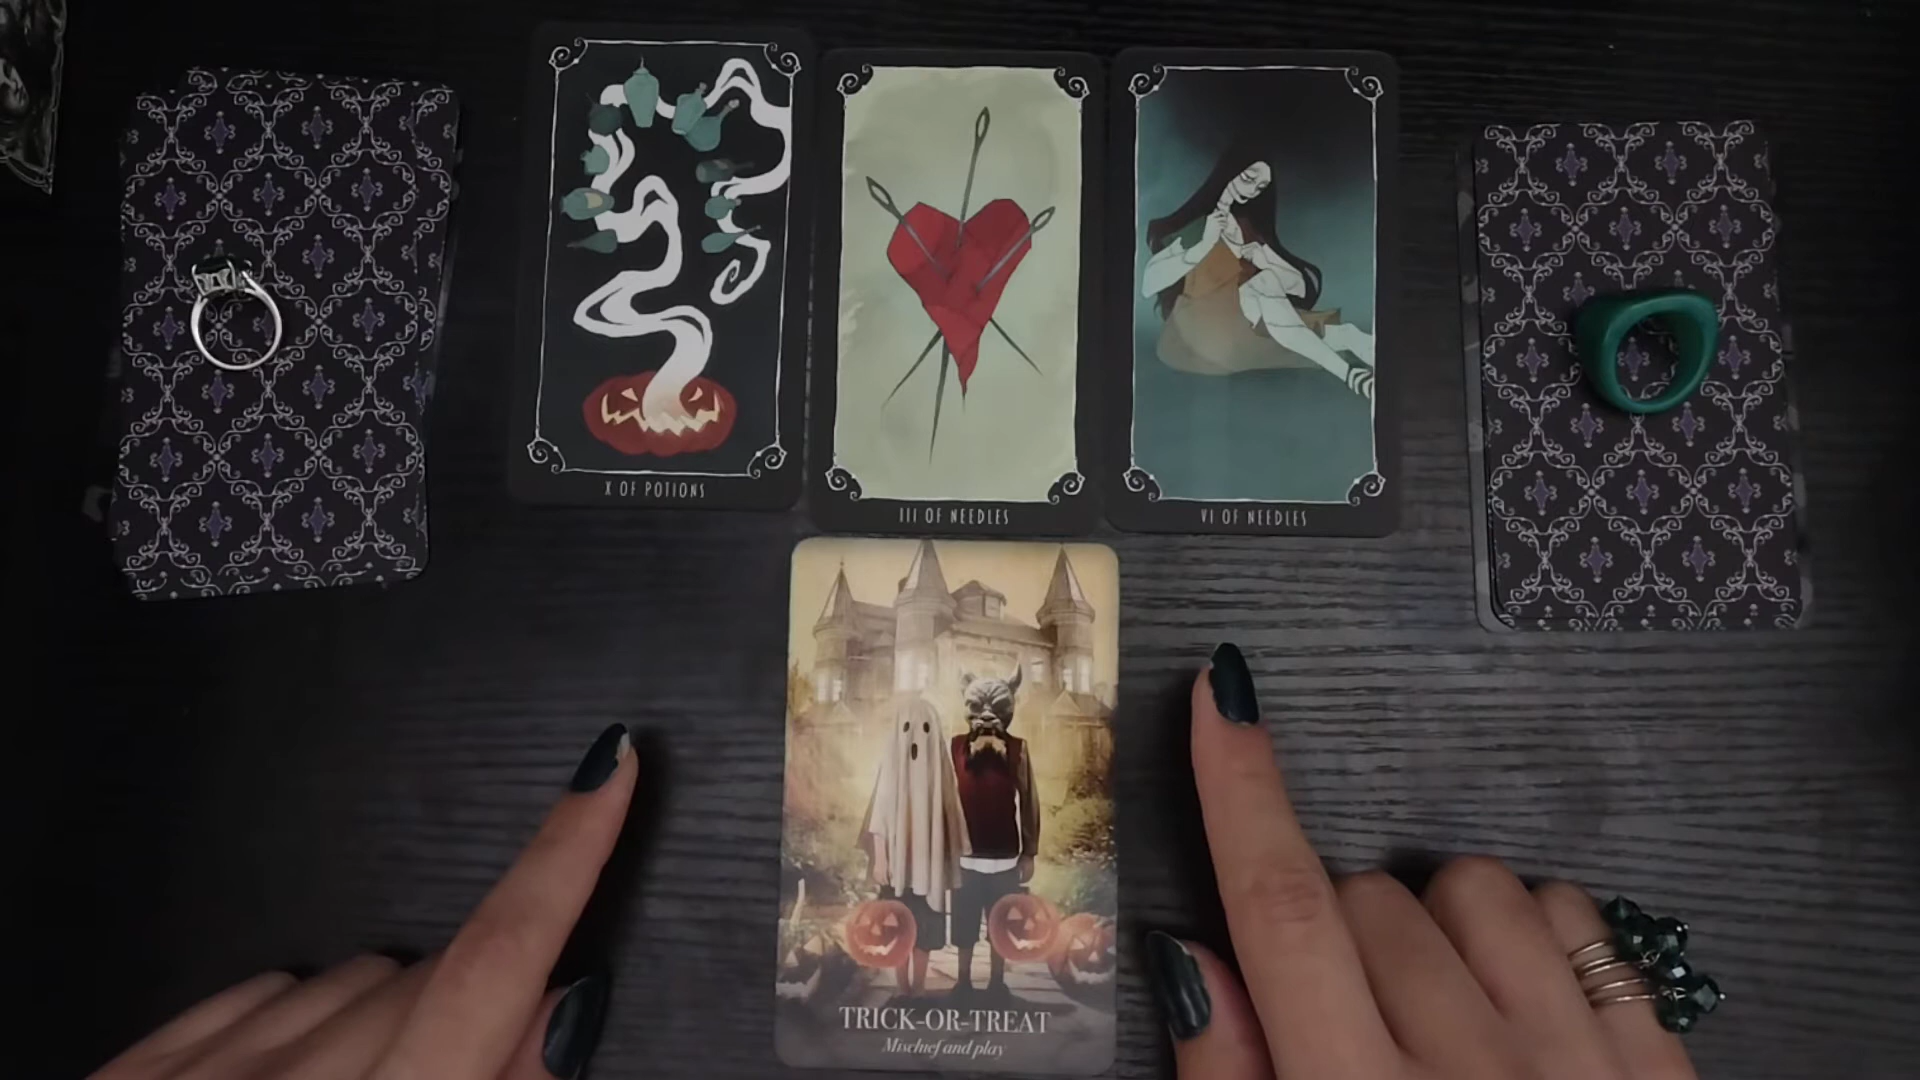 X OF POTIONS
III OF NEEDLES
VI OF NEEDLES
TRICK-OR-TREAT
Mischief and play